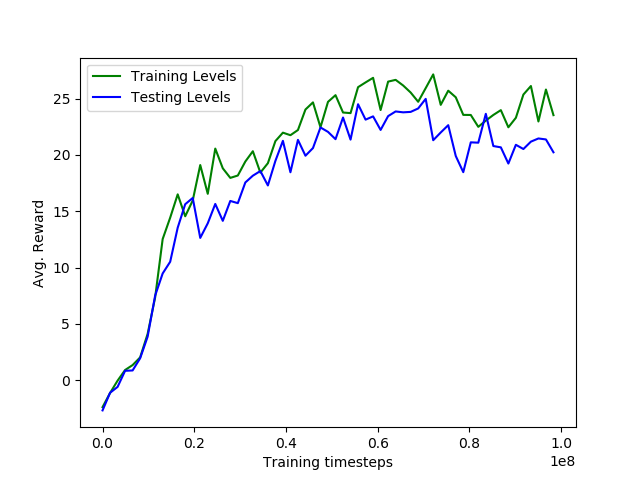 Training Levels
Testing Levels
Avg. Reward
25
20
15
10
5
0
0.0 0.2 0.4 0.6 0.8 1.0
1e8
Training timesteps